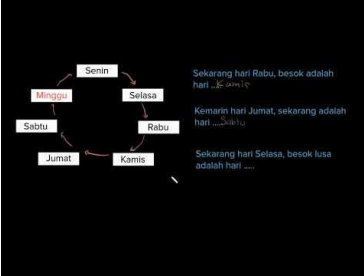 Senin
Minggu
Selasa
Sabtu
Rabu
Jumat
Kamis
Sekarang hari Rabu, besok adalah
hari ..Kamis
Kemarin hari Jumat, sekarang adalah
hari ....Sabtu
Sekarang hari Selasa, besok lusa
adalah hari .....